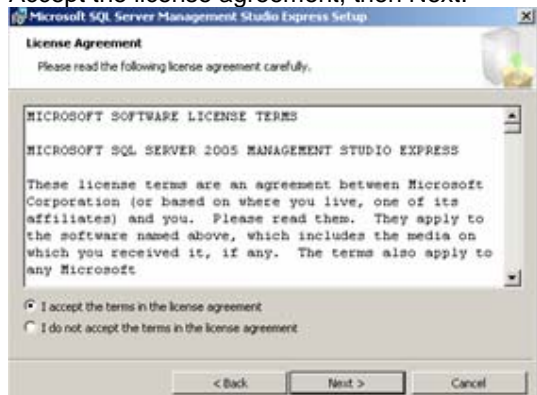 Accept the license agreement, then Next.
Microsoft SQL Server Management Studio Express Setup
License Agreement
Please read the following license agreement carefully.
MICROSOFT SOFTWARE LICENSE TERMS
MICROSOFT SQL SERVER 2005 MANAGEMENT STUDIO EXPRESS
These license terms are an agreement between Microsoft
Corporation (or based on where you live, one of its
affiliates) and you. Please read them. They apply to
the software named above, which includes the media on
which you received it, if any. The terms also apply to
any Microsoft
I accept the terms in the license agreement
I do not accept the terms in the license agreement
< Back
Next >
Cancel